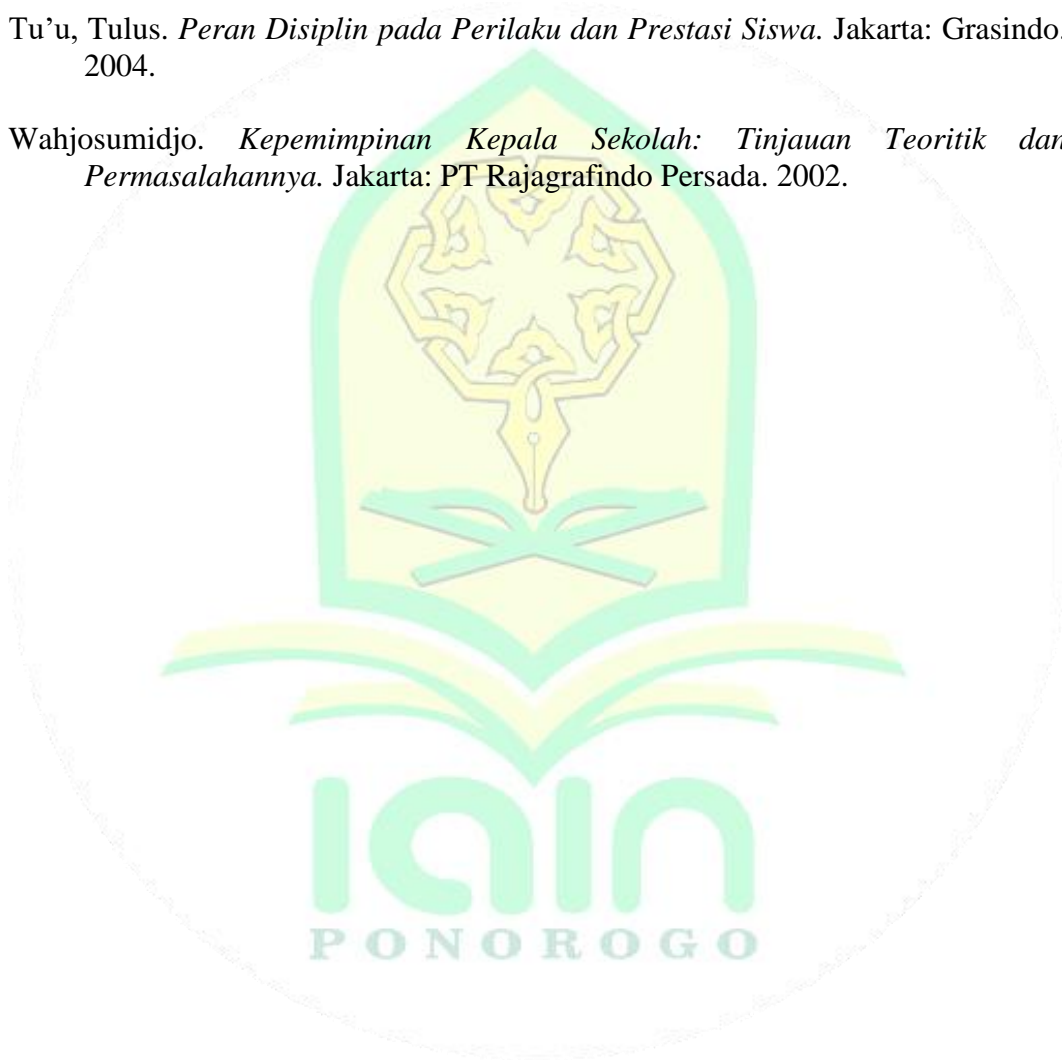 Tu’u, Tulus. Peran Disiplin pada Perilaku dan Prestasi Siswa. Jakarta: Grasindo.
2004.
Wahjosumidjo. Kepemimpinan Kepala Sekolah: Tinjauan Teoritik dan
Permasalahannya. Jakarta: PT Rajagrafindo Persada. 2002.
iain
PONOROGO